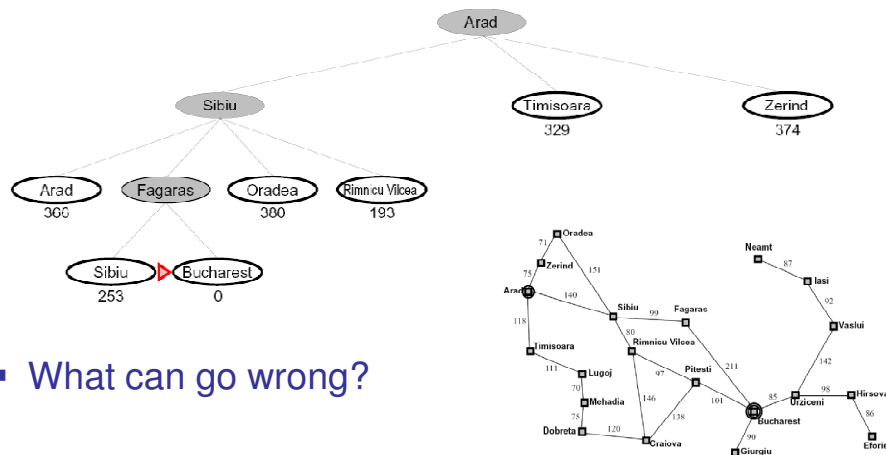 Arad
Sibiu
Timisoara
Zerind
329
374
Arad
Fagaras
Oradea
Rimnicu Vilcea
366
380
193
Sibiu
Bucharest
253
0
▪ What can go wrong?
Oradea
71
Neamt
87
Zerind
75
151
Iasi
Arad
140
92
Sibiu
99
Fagaras
118
80
Vaslui
Rimnicu Vilcea
Timisoara
142
211
111
Lugoj
97
Pitesti
70
98
Hirsova
Mehadia
146
101
85
Urziceni
75
138
86
Bucharest
Dobreta
120
90
Craiova
Eforie
Giurgiu